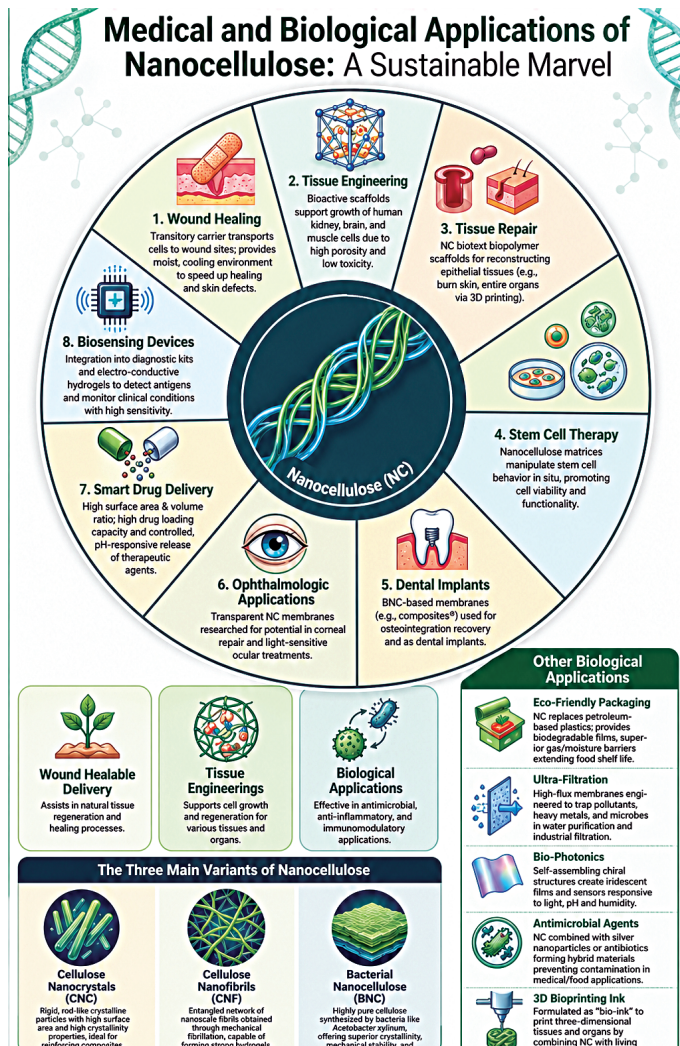 Medical and Biological Applications of
Nanocellulose: A Sustainable Marvel
1. Wound Healing
Transitory carrier transports
cells to wound sites; provides
moist, cooling environment
to speed up healing
and skin defects.
2. Tissue Engineering
Bioactive scaffolds
support growth of human
kidney, brain, and
muscle cells due to
high porosity and
low toxicity.
3. Tissue Repair
NC biotext biopolymer
scaffolds for reconstructing
epithelial tissues (e.g.,
burn skin, entire organs
via 3D printing).
4. Stem Cell Therapy
Nanocellulose matrices
manipulate stem cell
behavior in situ, promoting
cell viability and
functionality.
5. Dental Implants
BNC-based membranes
(e.g., composites®) used for
osteointegration recovery
and as dental implants.
6. Ophthalmologic
Applications
Transparent NC membranes
researched for potential in corneal
repair and light-sensitive
ocular treatments.
7. Smart Drug Delivery
High surface area & volume
ratio; high drug loading
capacity and controlled,
pH-responsive release
of therapeutic
agents.
8. Biosensing Devices
Integration into diagnostic kits
and electro-conductive
hydrogels to detect antigens
and monitor clinical conditions
with high sensitivity.
Nanocellulose (NC)
Wound Healable
Delivery
Assists in natural tissue
regeneration and
healing processes.
Tissue
Engineerings
Supports cell growth
and regeneration for
various tissues and
organs.
Biological
Applications
Effective in antimicrobial,
anti-inflammatory, and
immunomodulatory
applications.
The Three Main Variants of Nanocellulose
Cellulose
Nanocrystals
(CNC)
Rigid, rod-like crystalline
particles with high surface
area and high crystallinity
properties, ideal for
reinforcing composites
Cellulose
Nanofibrils
(CNF)
Entangled network of
nanoscale fibrils obtained
through mechanical
fibrillation, capable of
forming strong hydrogels
Bacterial
Nanocellulose
(BNC)
Highly pure cellulose
synthesized by bacteria like
Acetobacter xylinum,
offering superior crystallinity,
mechanical stability, and
Other Biological
Applications
Eco-Friendly Packaging
NC replaces petroleum-
based plastics; provides
biodegradable films, super-
ior gas/moisture barriers
extending food shelf life.
Ultra-Filtration
High-flux membranes engi-
neered to trap pollutants,
heavy metals, and microbes
in water purification and
industrial filtration.
Bio-Photonics
Self-assembling chiral
structures create iridescent
films and sensors responsive
to light, pH and humidity.
Antimicrobial Agents
NC combined with silver
nanoparticles or antibiotics
forming hybrid materials
preventing contamination in
medical/food applications.
3D Bioprinting Ink
Formulated as "bio-ink" to
print three-dimensional
tissues and organs by
combining NC with living